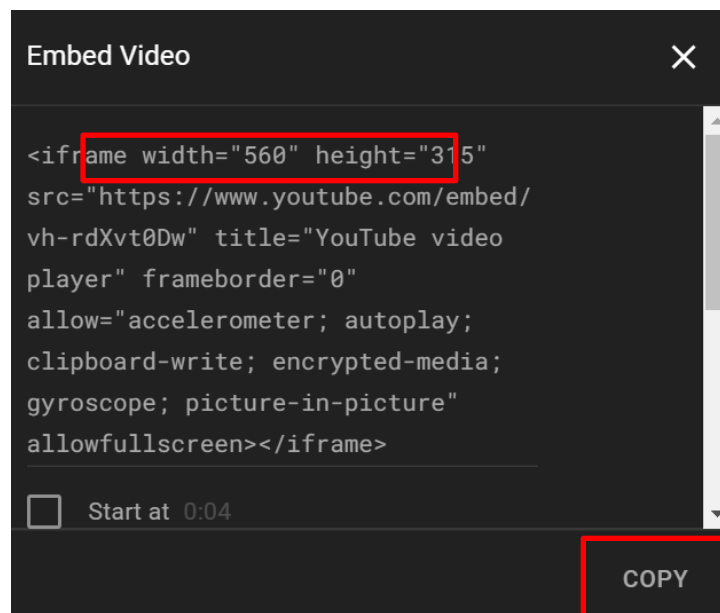 Embed Video
<iframe width="560" height="315"
src="https://www.youtube.com/embed/
vh-rdXvt0Dw" title="YouTube video
player" frameborder="0"
allow="accelerometer; autoplay;
clipboard-write; encrypted-media;
gyroscope; picture-in-picture"
allowfullscreen></iframe>
Start at 0:04
COPY